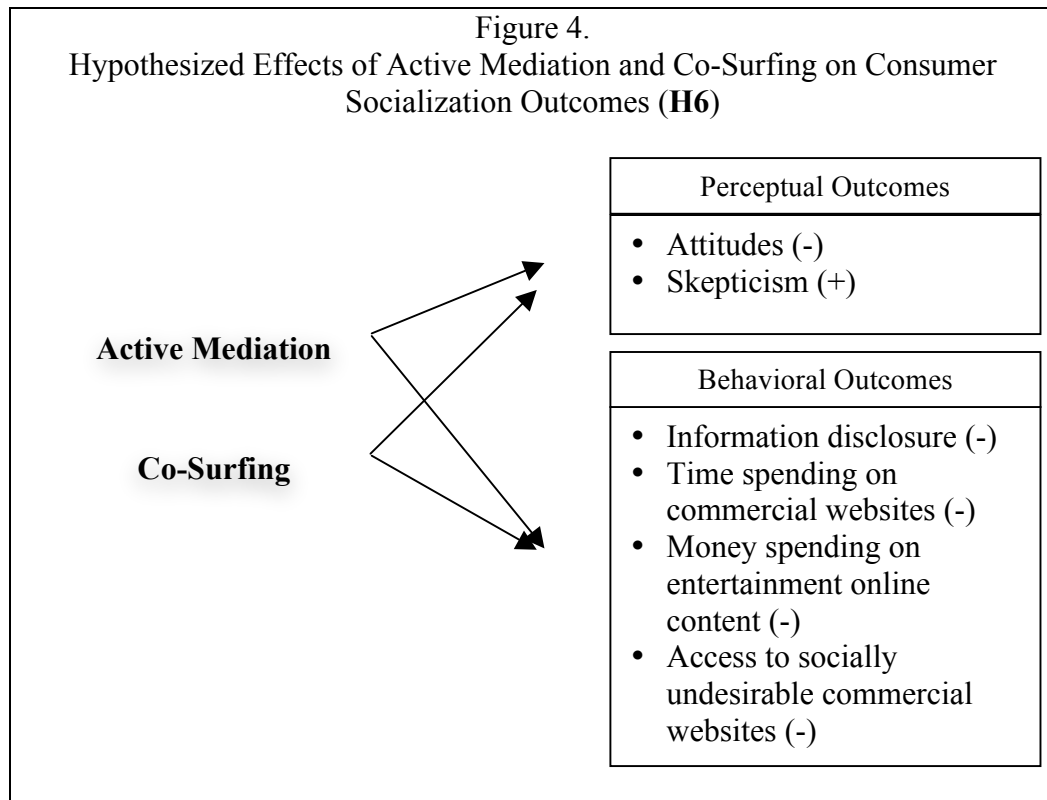 Figure 4.
Hypothesized Effects of Active Mediation and Co-Surfing on Consumer
Socialization Outcomes (H6)
Perceptual Outcomes
• Attitudes (-)
• Skepticism (+)
Active Mediation
Co-Surfing
Behavioral Outcomes
• Information disclosure (-)
• Time spending on
commercial websites (-)
• Money spending on
entertainment online
content (-)
• Access to socially
undesirable commercial
websites (-)